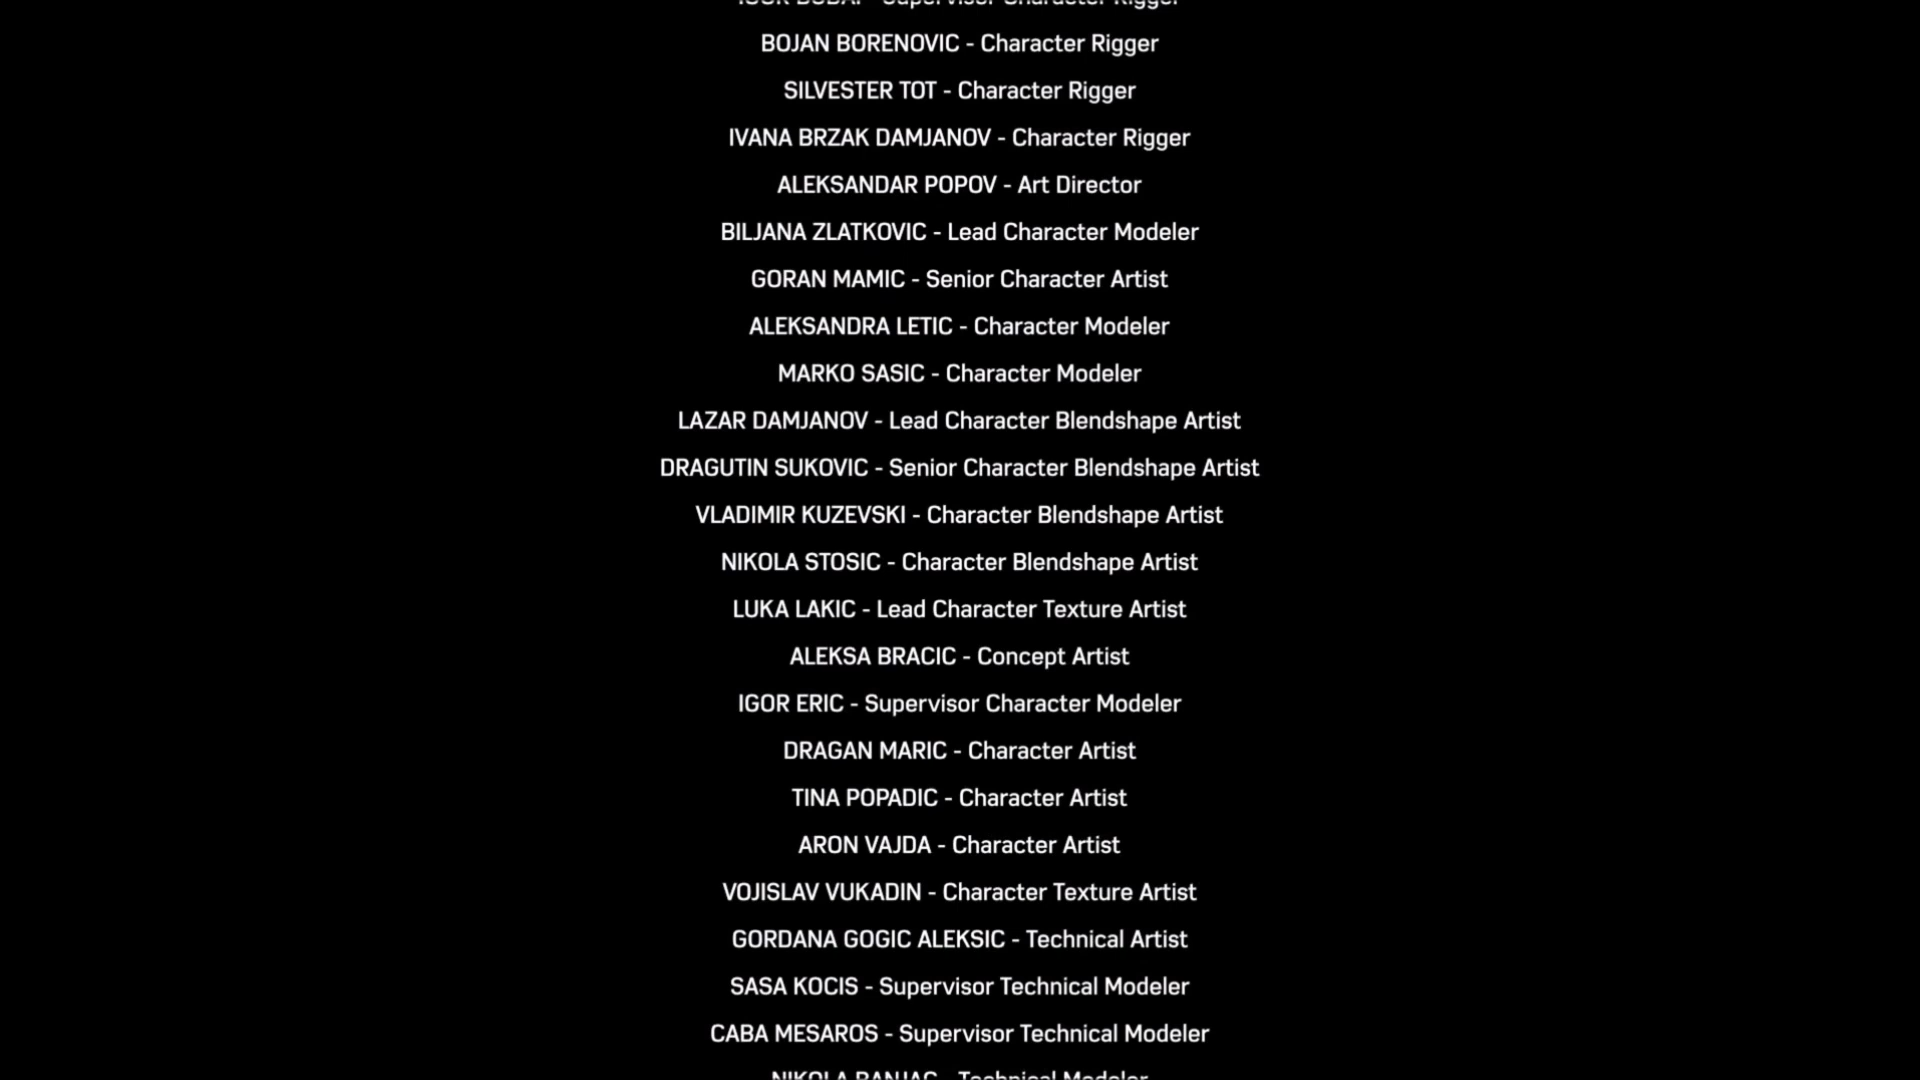 BOJAN BORENOVIC - Character Rigger
SILVESTER TOT - Character Rigger
IVANA BRZAK DAMJANOV - Character Rigger
ALEKSANDAR POPOV - Art Director
BILJANA ZLATKOVIC - Lead Character Modeler
GORAN MAMIC - Senior Character Artist
ALEKSANDRA LETIC - Character Modeler
MARKO SASIC - Character Modeler
LAZAR DAMJANOV - Lead Character Blendshape Artist
DRAGUTIN SUKOVIC - Senior Character Blendshape Artist
VLADIMIR KUZEVSKI - Character Blendshape Artist
NIKOLA STOSIC - Character Blendshape Artist
LUKA LAKIC - Lead Character Texture Artist
ALEKSA BRACIC - Concept Artist
IGOR ERIC - Supervisor Character Modeler
DRAGAN MARIC - Character Artist
TINA POPADIC - Character Artist
ARON VAJDA - Character Artist
VOJISLAV VUKADIN - Character Texture Artist
GORDANA GOGIC ALEKSIC - Technical Artist
SASA KOCIS - Supervisor Technical Modeler
CABA MESAROS - Supervisor Technical Modeler